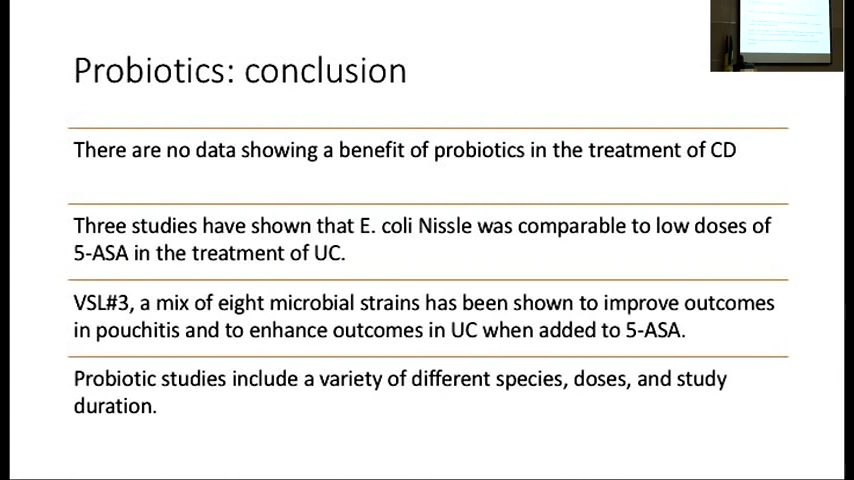 Probiotics: conclusion
There are no data showing a benefit of probiotics in the treatment of CD
Three studies have shown that E. coli Nissle was comparable to low doses of
5-ASA in the treatment of UC.
VSL#3, a mix of eight microbial strains has been shown to improve outcomes
in pouchitis and to enhance outcomes in UC when added to 5-ASA.
Probiotic studies include a variety of different species, doses, and study
duration.